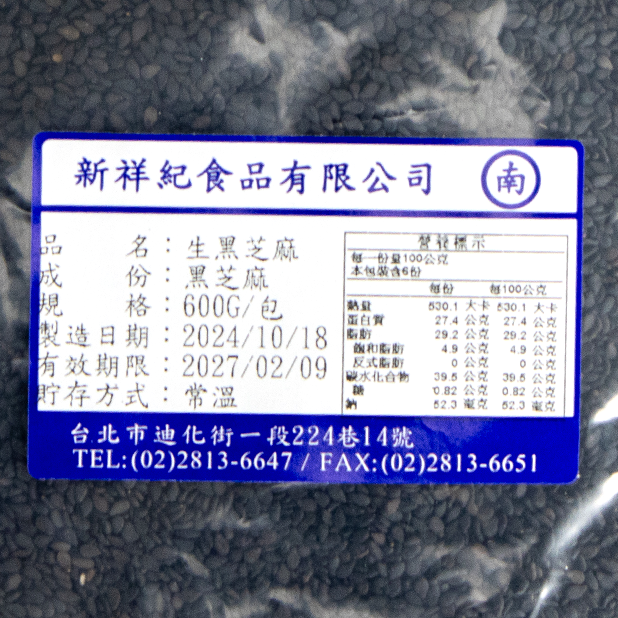 新祥紀食品有限公司 南
品名：生黑芝麻
成份：黑芝麻
規格：600G/包
製造日期：2024/10/18
有效期限：2027/02/09
貯存方式：常溫
營養標示
每一份量100公克
本包裝含6份
每份 每100公克
熱量 530.1 大卡 530.1 大卡
蛋白質 27.4 公克 27.4 公克
脂肪 29.2 公克 29.2 公克
飽和脂肪 4.9 公克 4.9 公克
反式脂肪 0 公克 0 公克
碳水化合物 39.5 公克 39.5 公克
糖 0.82 公克 0.82 公克
鈉 52.3 毫克 52.3 毫克
台北市迪化街一段224巷14號
TEL:(02)2813-6647 / FAX:(02)2813-6651